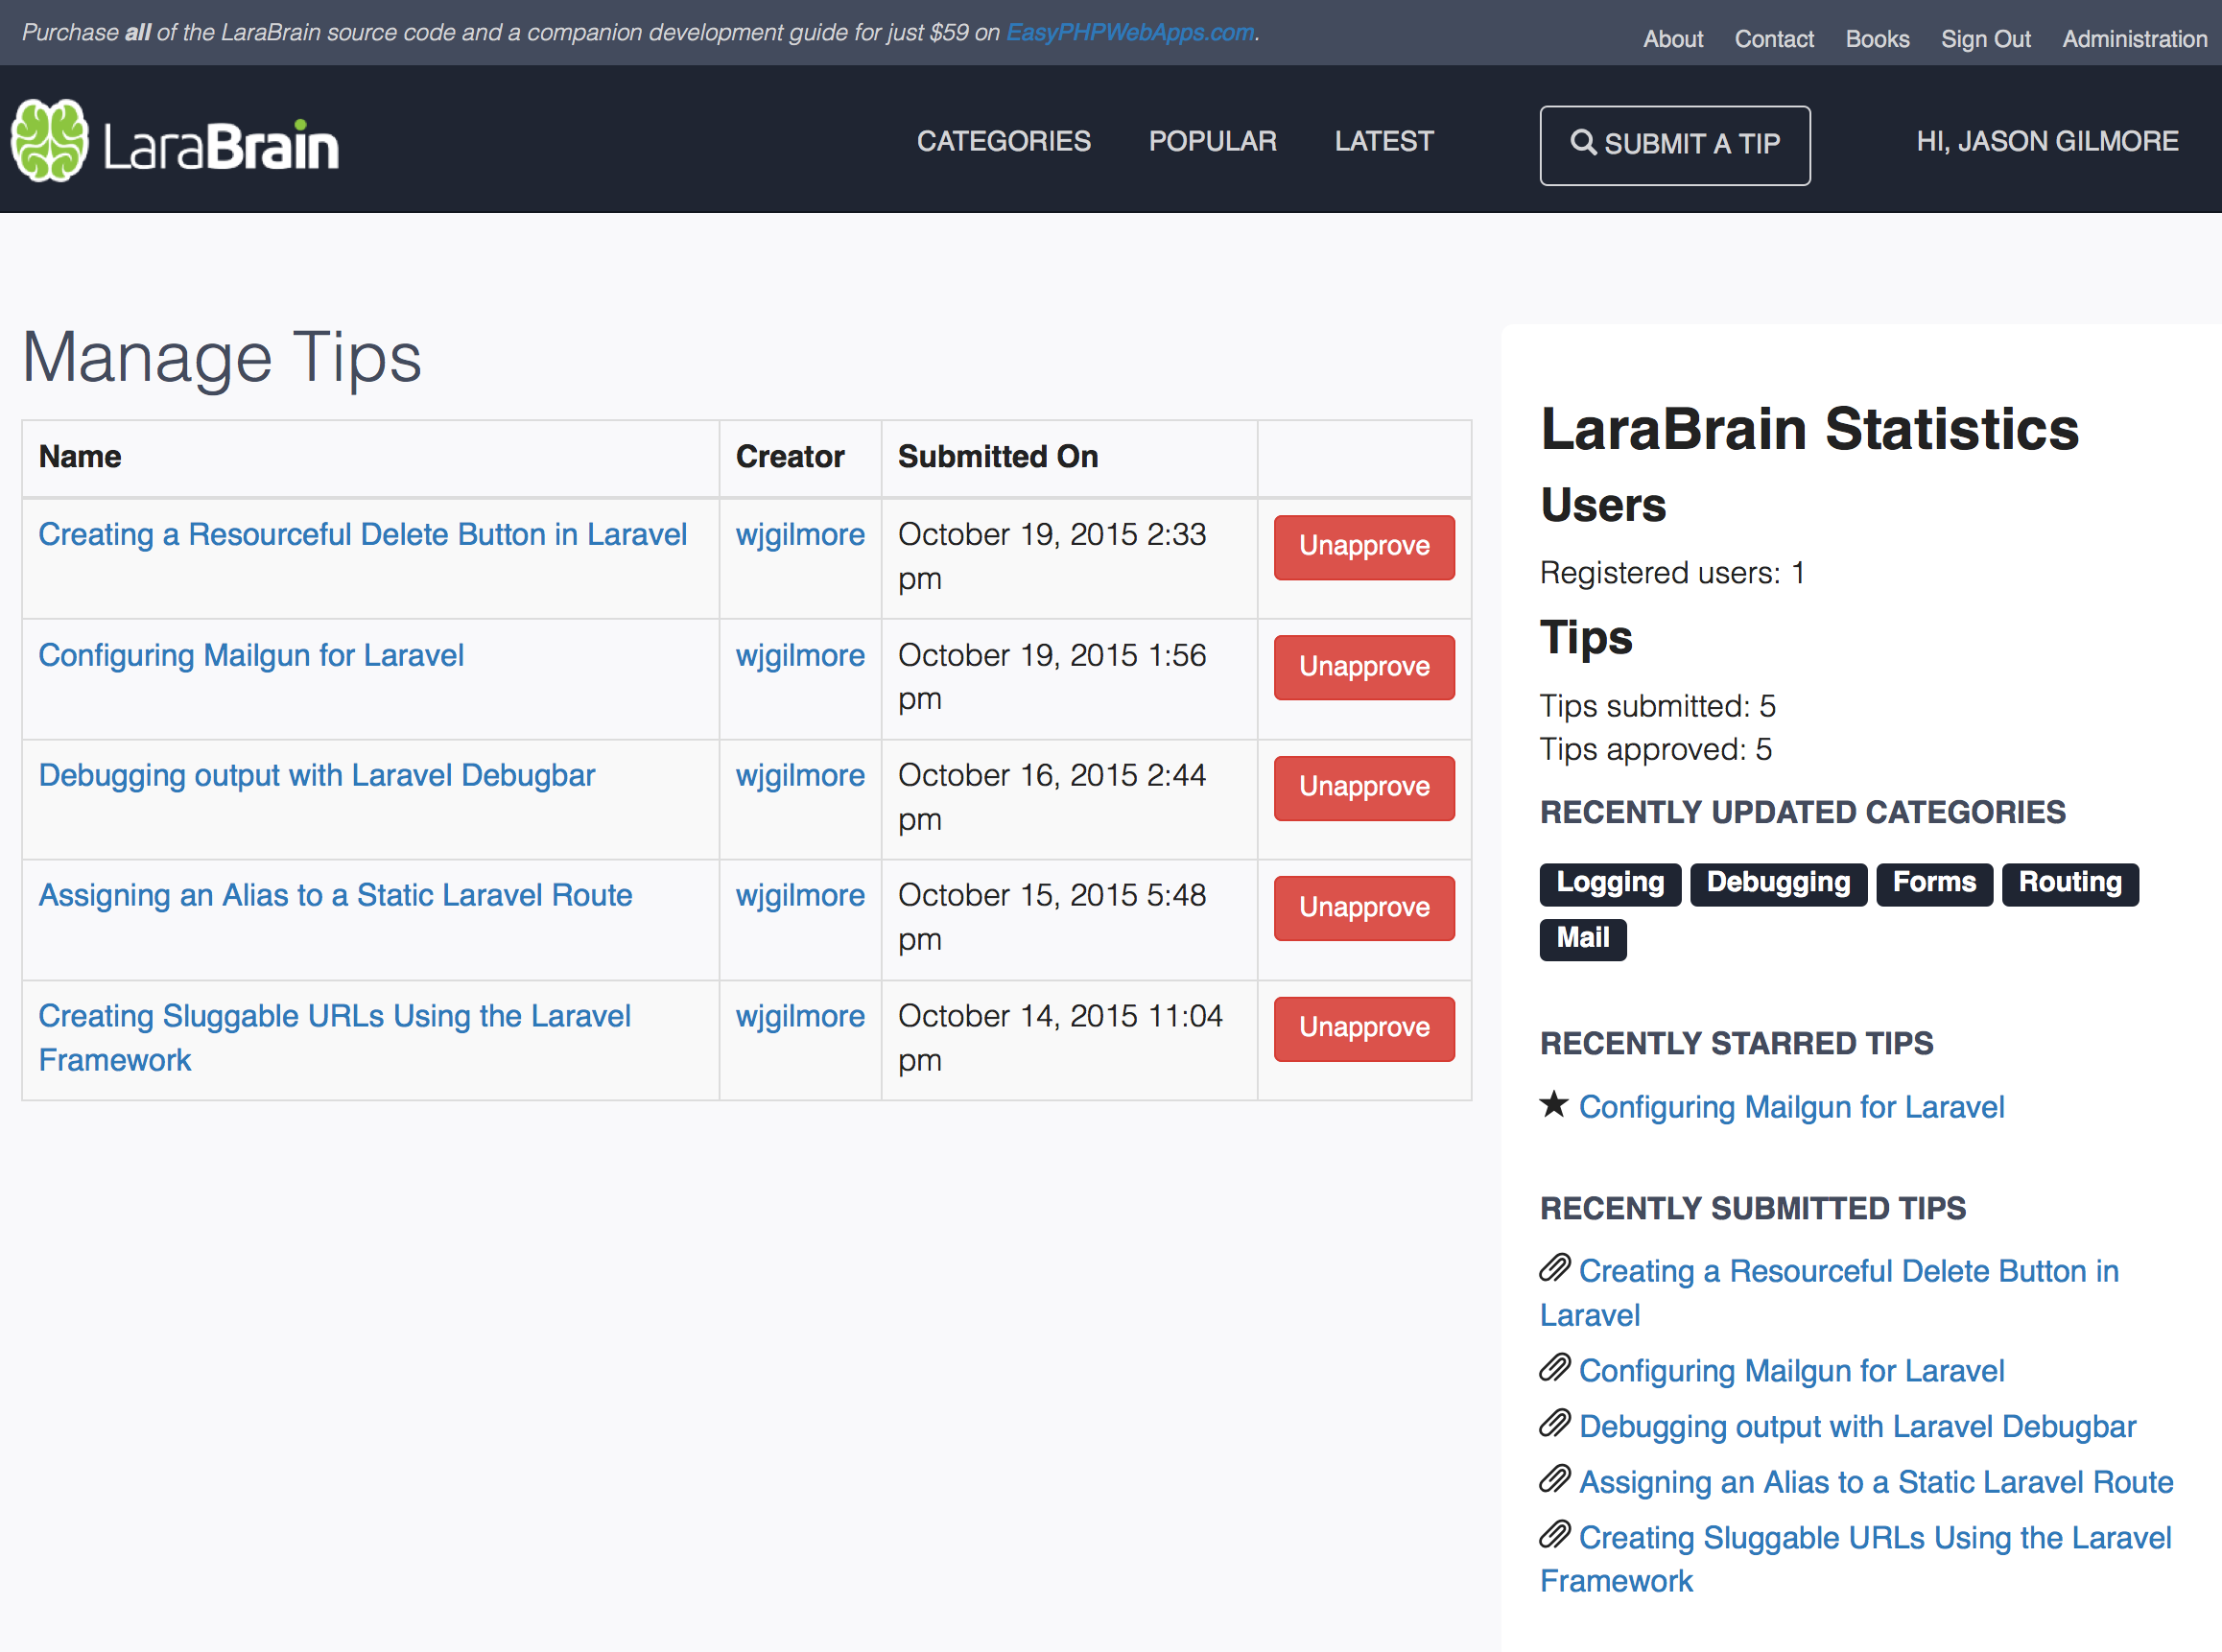 Purchase all of the LaraBrain source code and a companion development guide for just $59 on EasyPHPWebApps.com.
About Contact Books Sign Out Administration
LaraBrain
CATEGORIES POPULAR LATEST SUBMIT A TIP HI, JASON GILMORE
Manage Tips
Name Creator Submitted On
Creating a Resourceful Delete Button in Laravel wjgilmore October 19, 2015 2:33 Unapprove
pm
Configuring Mailgun for Laravel wjgilmore October 19, 2015 1:56 Unapprove
pm
Debugging output with Laravel Debugbar wjgilmore October 16, 2015 2:44 Unapprove
pm
Assigning an Alias to a Static Laravel Route wjgilmore October 15, 2015 5:48 Unapprove
pm
Creating Sluggable URLs Using the Laravel wjgilmore October 14, 2015 11:04 Unapprove
Framework pm
LaraBrain Statistics
Users
Registered users: 1
Tips
Tips submitted: 5
Tips approved: 5
RECENTLY UPDATED CATEGORIES
Logging Debugging Forms Routing
Mail
RECENTLY STARRED TIPS
Configuring Mailgun for Laravel
RECENTLY SUBMITTED TIPS
Creating a Resourceful Delete Button in
Laravel
Configuring Mailgun for Laravel
Debugging output with Laravel Debugbar
Assigning an Alias to a Static Laravel Route
Creating Sluggable URLs Using the Laravel
Framework